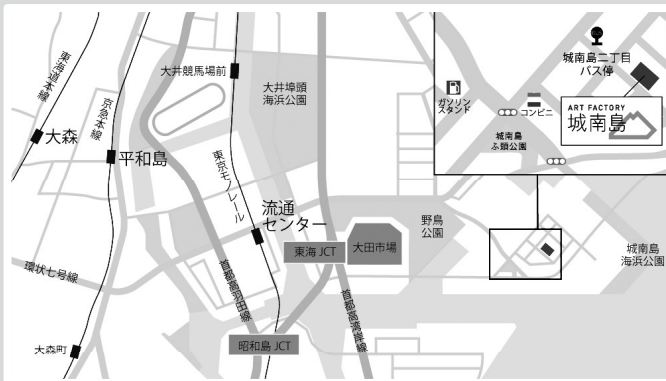 東海道本線
京急本線
大森
平和島
大井競馬場前
大井埠頭
海浜公園
東京モノレール
流通
センター
東海 JCT
大田市場
野鳥
公園
城南島
海浜公園
環状七号線
首都高羽田線
首都高湾岸線
昭和島 JCT
大森町
城南島二丁目
バス停
ガソリン
スタンド
コンビニ
城南島
ふ頭公園
ART FACTORY
城南島